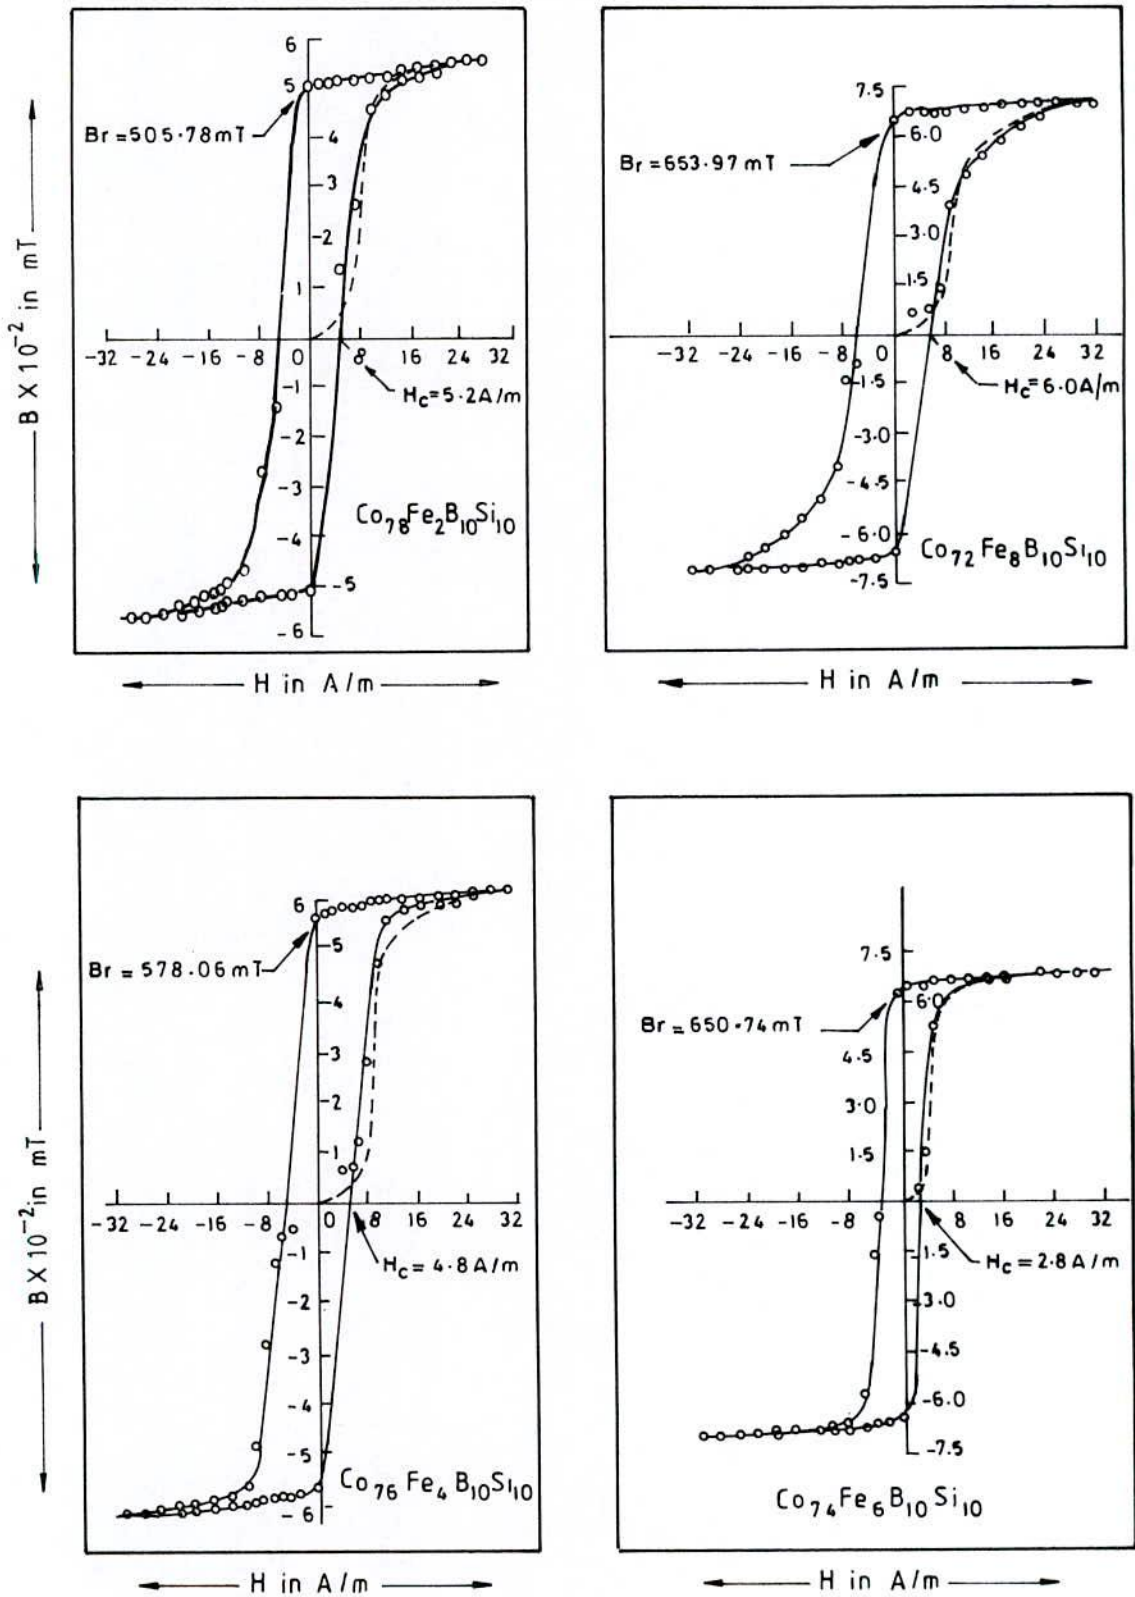 B X 10⁻² in mT
6
5
4
-3
-2
1
Br = 505.78 mT
-32 -24 -16 -8 0 8 16 24 32
Hc = 5.2 A/m
-1
-2
-3
-4
-5
-6
Co78Fe2B10Si10
H in A/m
7.5
6.0
4.5
-3.0
1.5
Br = 653.97 mT
-32 -24 -16 -8 0 8 16 24 32
Hc = 6.0 A/m
-1.5
-3.0
-4.5
-6.0
-7.5
Co72Fe8B10Si10
H in A/m
B X 10⁻² in mT
6
5
4
-3
-2
1
Br = 578.06 mT
-32 -24 -16 -8 0 8 16 24 32
Hc = 4.8 A/m
-1
-2
-3
-4
-5
-6
Co76Fe4B10Si10
H in A/m
7.5
6.0
4.5
3.0
1.5
Br = 650.74 mT
-32 -24 -16 -8 0 8 16 24 32
Hc = 2.8 A/m
1.5
-3.0
-4.5
-6.0
-7.5
Co74Fe6B10Si10
H in A/m